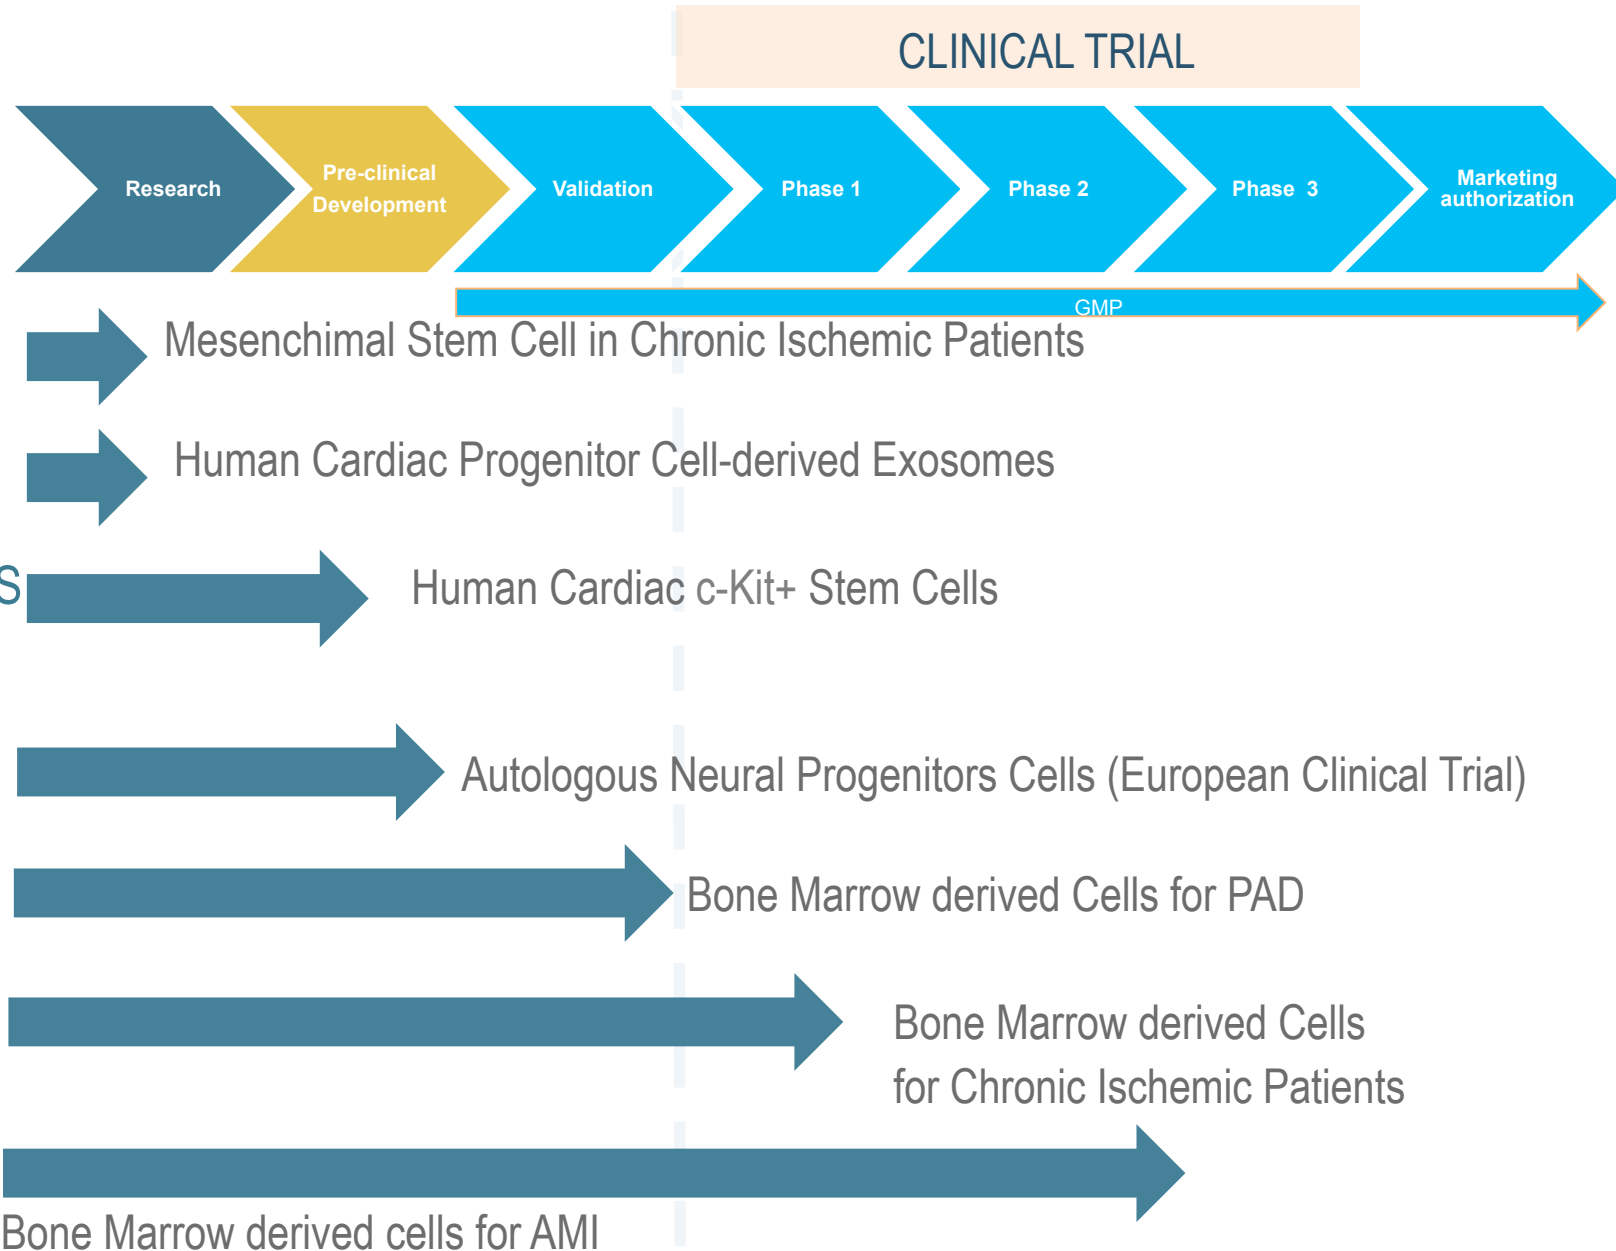 CLINICAL TRIAL
Research
Pre-clinical
Development
Validation
Phase 1
Phase 2
Phase 3
Marketing
authorization
GMP
Mesenchimal Stem Cell in Chronic Ischemic Patients
Human Cardiac Progenitor Cell-derived Exosomes
S
Human Cardiac c-Kit+ Stem Cells
Autologous Neural Progenitors Cells (European Clinical Trial)
Bone Marrow derived Cells for PAD
Bone Marrow derived Cells
for Chronic Ischemic Patients
Bone Marrow derived cells for AMI